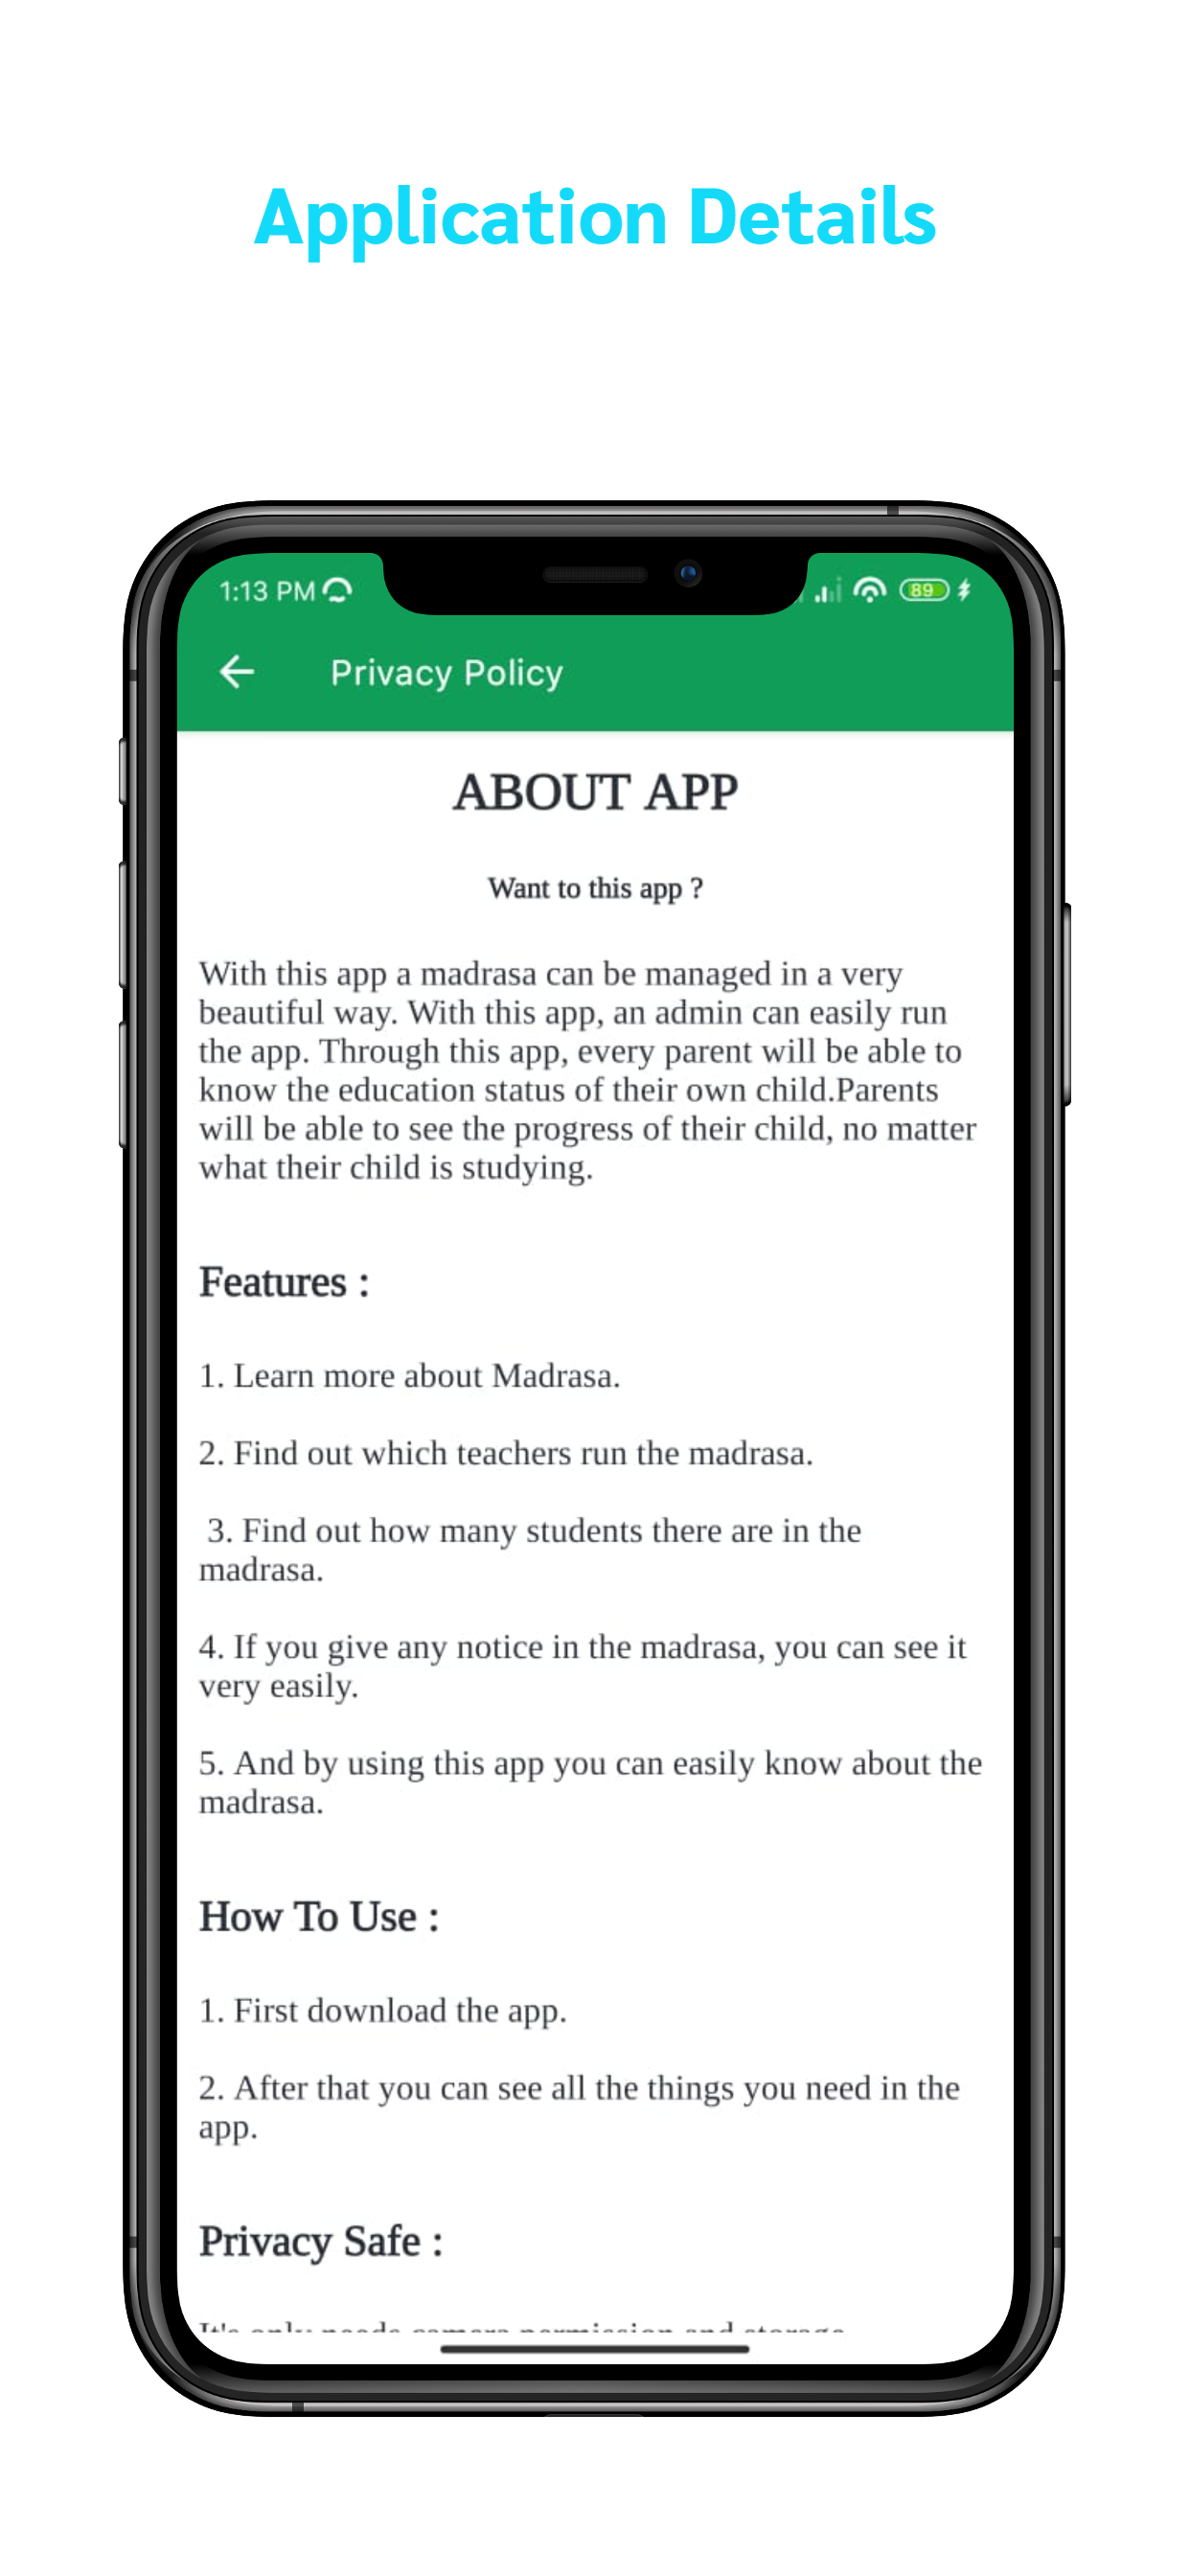 Application Details
1:13 PM
89
Privacy Policy
ABOUT APP
Want to this app ?
With this app a madrasa can be managed in a very
beautiful way. With this app, an admin can easily run
the app. Through this app, every parent will be able to
know the education status of their own child.Parents
will be able to see the progress of their child, no matter
what their child is studying.
Features :
1. Learn more about Madrasa.
2. Find out which teachers run the madrasa.
3. Find out how many students there are in the
madrasa.
4. If you give any notice in the madrasa, you can see it
very easily.
5. And by using this app you can easily know about the
madrasa.
How To Use :
1. First download the app.
2. After that you can see all the things you need in the
app.
Privacy Safe :
It's only needs camera permission and storage